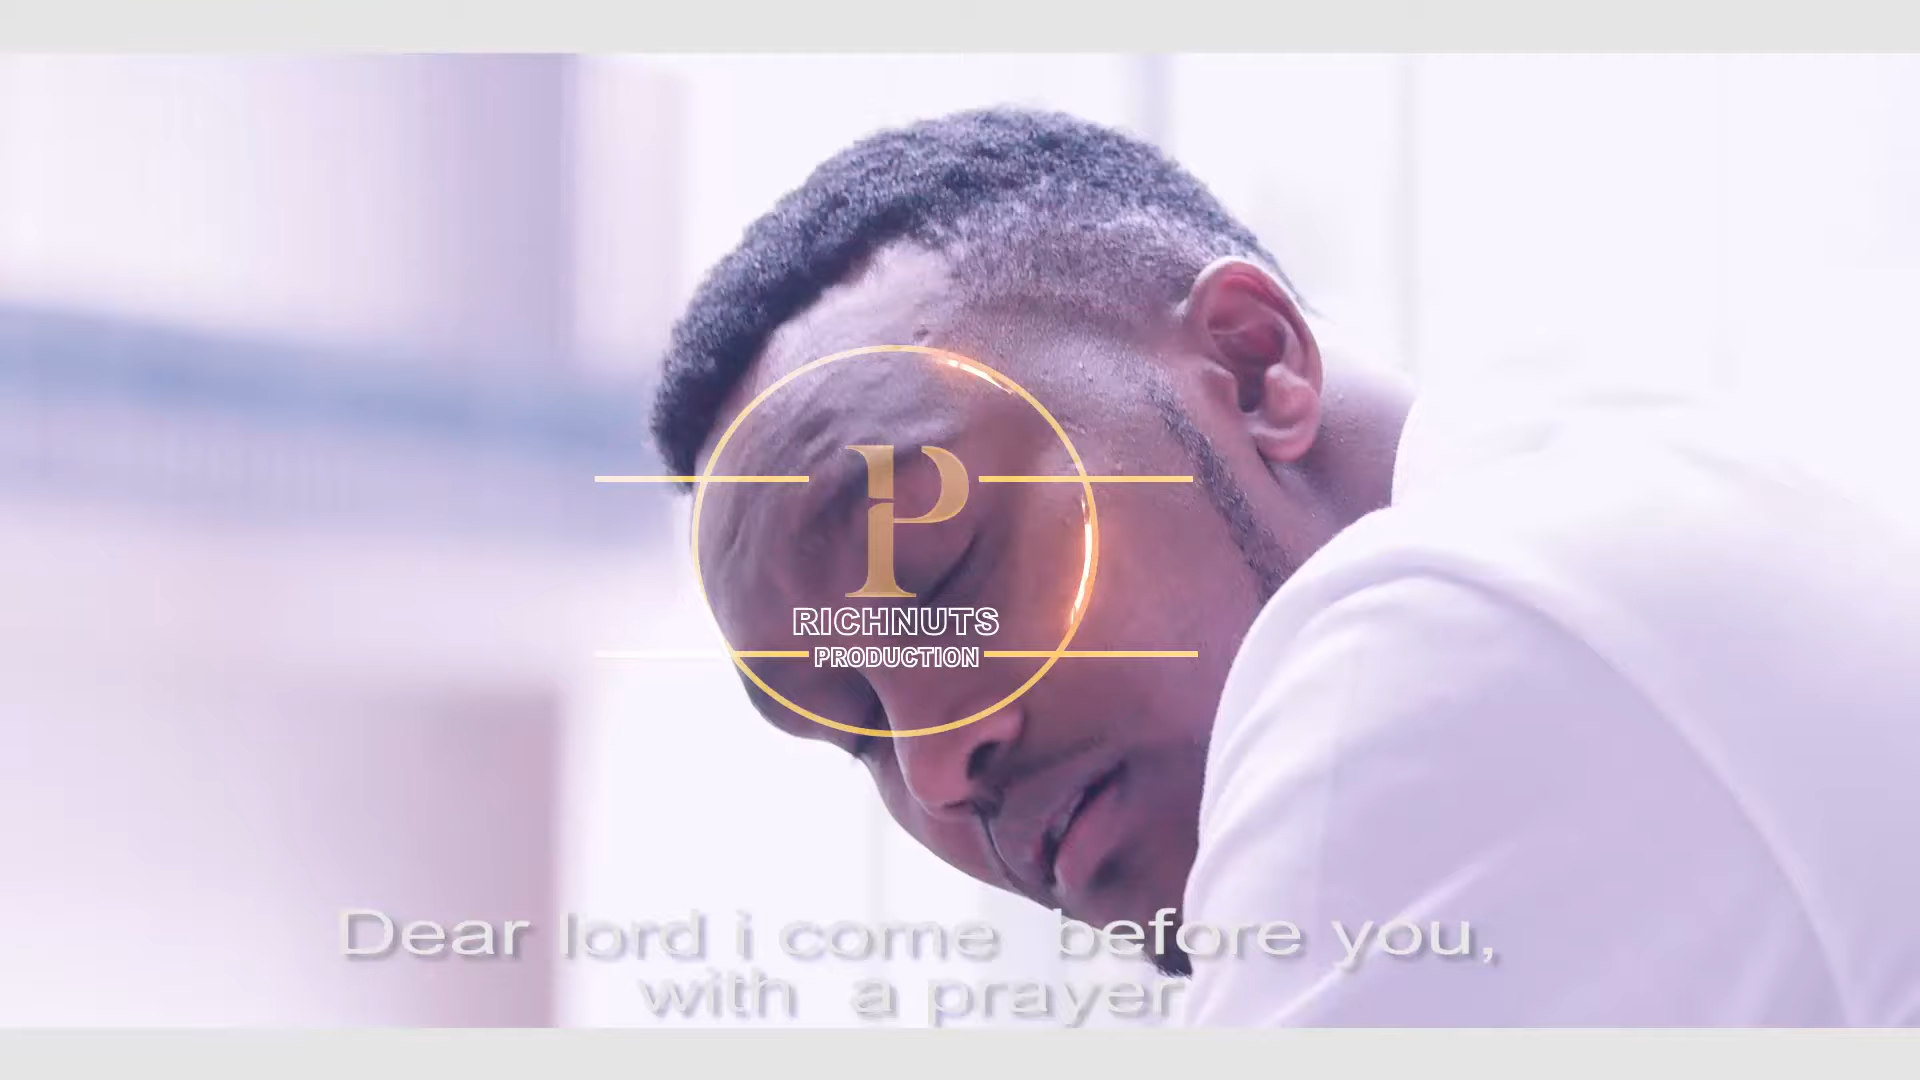 P
RICHNUTS
PRODUCTION
Dear lord i come before you,
with a prayer